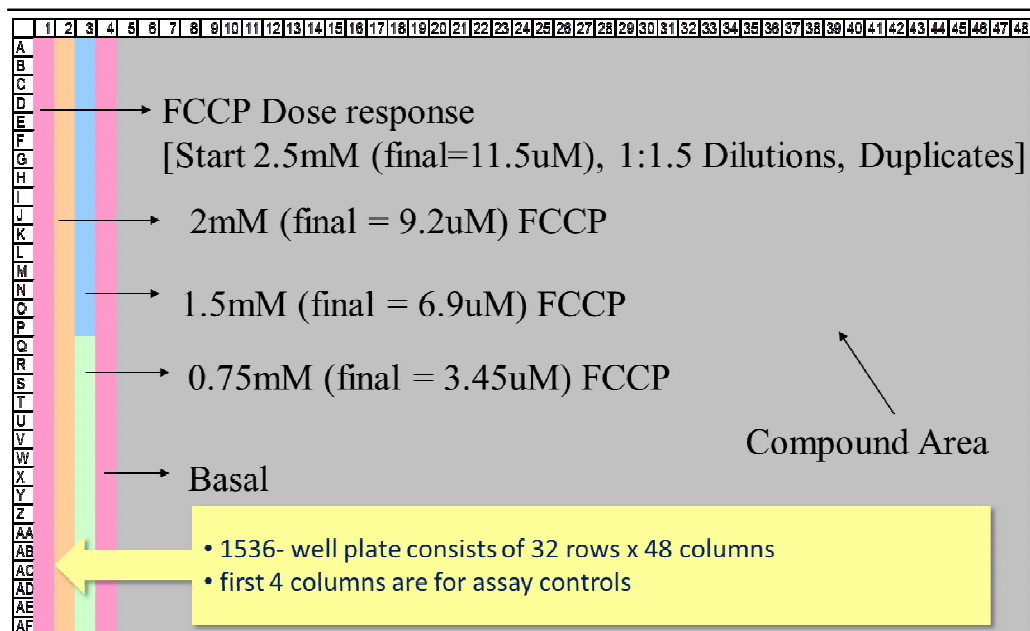 1 2 3 4 5 6 7 8 9 10 11 12 13 14 15 16 17 18 19 20 21 22 23 24 25 26 27 28 29 30 31 32 33 34 35 36 37 38 39 40 41 42 43 44 45 46 47 48
A
B
C
D
E
F
G
H
I
J
K
L
M
N
O
P
Q
R
S
T
U
V
W
X
Y
Z
AA
AB
AC
AD
AE
AF
FCCP Dose response
[Start 2.5mM (final=11.5uM), 1:1.5 Dilutions, Duplicates]
2mM (final = 9.2uM) FCCP
1.5mM (final = 6.9uM) FCCP
0.75mM (final = 3.45uM) FCCP
Compound Area
Basal
• 1536- well plate consists of 32 rows x 48 columns
• first 4 columns are for assay controls